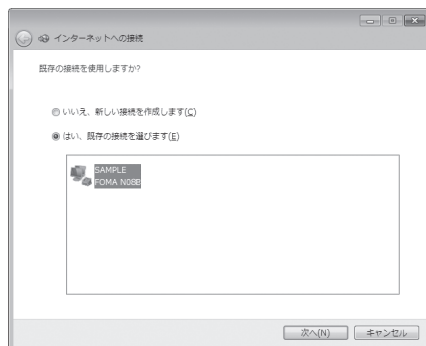 インターネットへの接続
既存の接続を使用しますか?
いいえ、新しい接続を作成します(C)
はい、既存の接続を選びます(E)
SAMPLE
FOMA N08B
次へ(N)
キャンセル